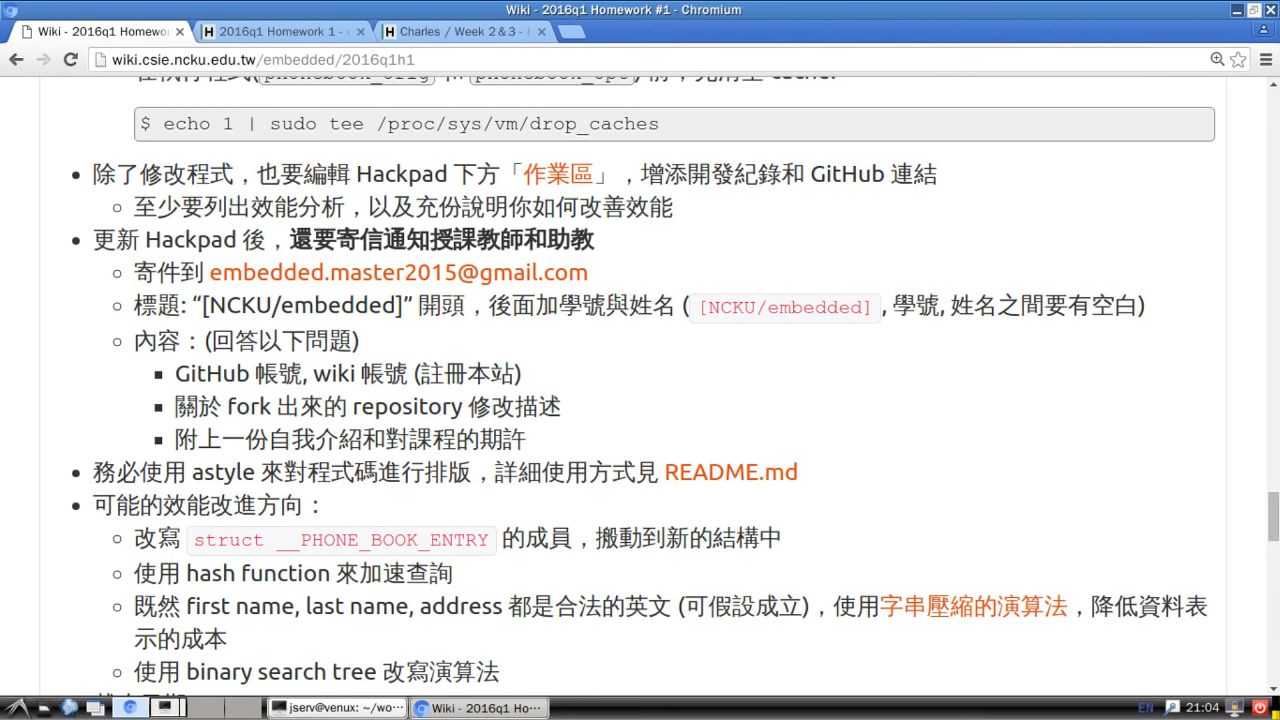 Wiki - 2016q1 Homework #1 - Chromium
Wiki - 2016q1 Homewo
2016q1 Homework 1 -
Charles / Week 2&3 -
wiki.csie.ncku.edu.tw/embedded/2016q1h1
$ echo 1 | sudo tee /proc/sys/vm/drop_caches
除了修改程式，也要編輯 Hackpad 下方「作業區」，增添開發紀錄和 GitHub 連結
至少要列出效能分析，以及充份說明你如何改善效能
更新 Hackpad 後，還要寄信通知授課教師和助教
寄件到 embedded.master2015@gmail.com
標題: “[NCKU/embedded]” 開頭，後面加學號與姓名 ( [NCKU/embedded] , 學號, 姓名之間要有空白)
內容：(回答以下問題)
GitHub 帳號, wiki 帳號 (註冊本站)
關於 fork 出來的 repository 修改描述
附上一份自我介紹和對課程的期許
務必使用 astyle 來對程式碼進行排版，詳細使用方式見 README.md
可能的效能改進方向：
改寫 struct __PHONE_BOOK_ENTRY 的成員，搬動到新的結構中
使用 hash function 來加速查詢
既然 first name, last name, address 都是合法的英文 (可假設成立)，使用字串壓縮的演算法，降低資料表
示的成本
使用 binary search tree 改寫演算法
jserv@venux: ~/wo···
Wiki - 2016q1 Ho···
EN
21:04